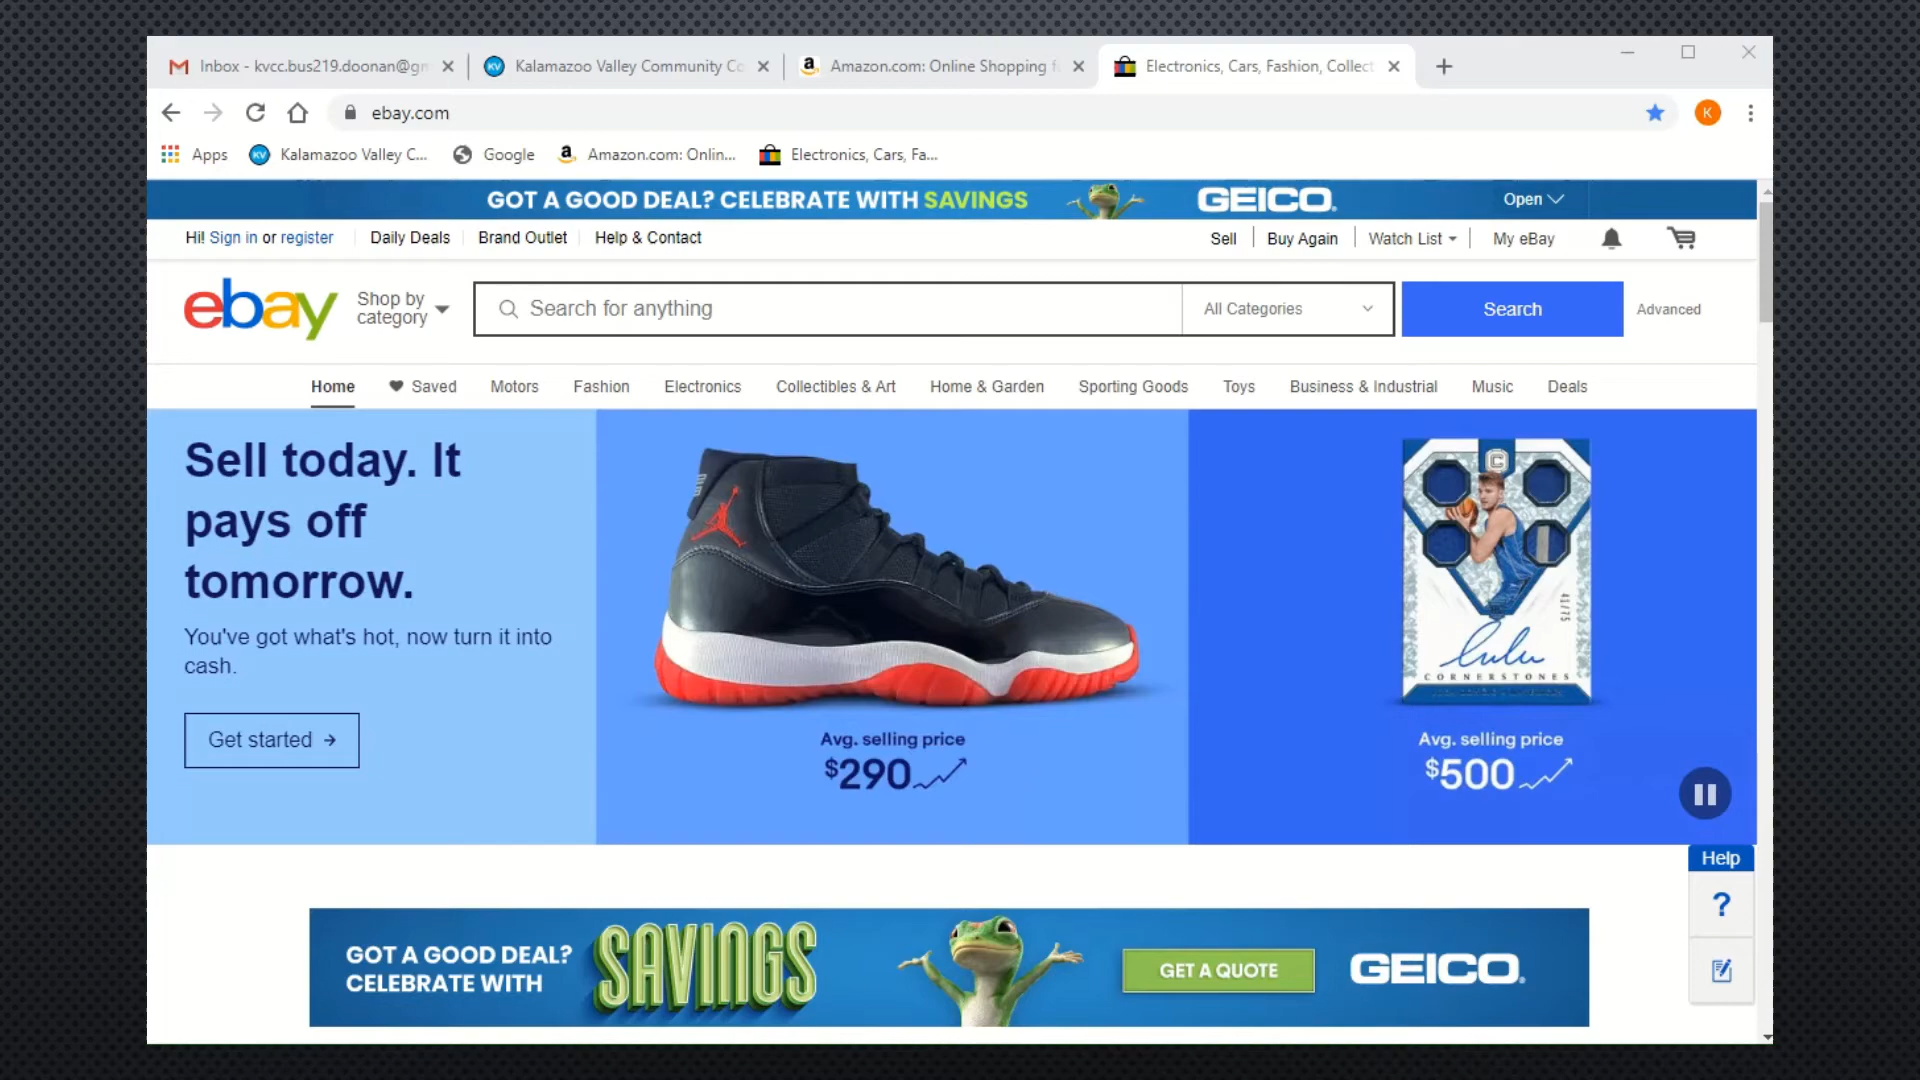 Inbox - kvcc.bus219.doonan@gm
Kalamazoo Valley Community Co
Amazon.com: Online Shopping f
Electronics, Cars, Fashion, Collect
ebay.com
K
Apps
KV
Kalamazoo Valley C...
Google
Amazon.com: Onlin...
Electronics, Cars, Fa...
GOT A GOOD DEAL? CELEBRATE WITH SAVINGS
GEICO.
Open
Hi! Sign in or register
Daily Deals
Brand Outlet
Help & Contact
Sell
Buy Again
Watch List
My eBay
ebay
Shop by
category
Search for anything
All Categories
Search
Advanced
Home
Saved
Motors
Fashion
Electronics
Collectibles & Art
Home & Garden
Sporting Goods
Toys
Business & Industrial
Music
Deals
Sell today. It
pays off
tomorrow.
You've got what's hot, now turn it into
cash.
Get started
Avg. selling price
$290
C
41/75
CORNERSTONES
Avg. selling price
$500
Help
?
GOT A GOOD DEAL?
CELEBRATE WITH
SAVINGS
GET A QUOTE
GEICO.